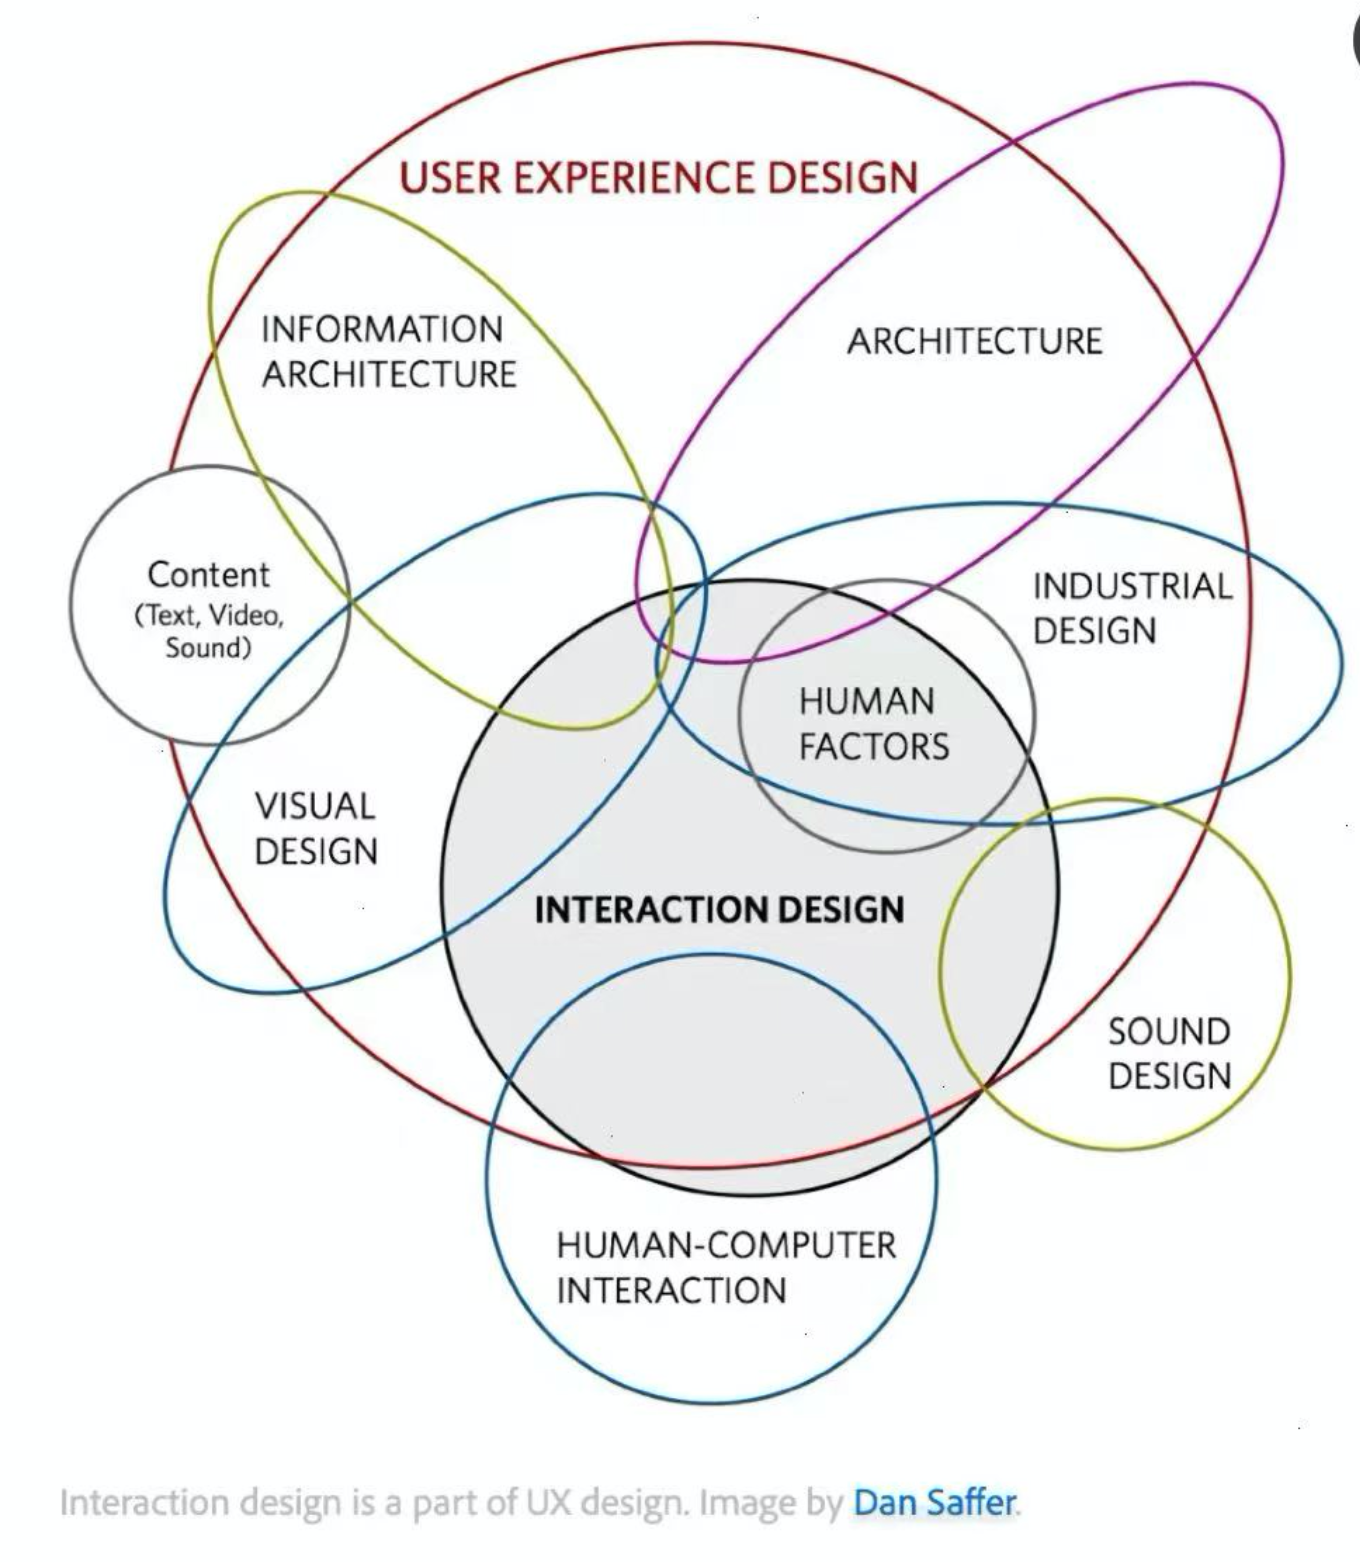 USER EXPERIENCE DESIGN
INFORMATION
ARCHITECTURE
ARCHITECTURE
Content
(Text, Video,
Sound)
INDUSTRIAL
DESIGN
HUMAN
FACTORS
VISUAL
DESIGN
INTERACTION DESIGN
SOUND
DESIGN
HUMAN-COMPUTER
INTERACTION
Interaction design is a part of UX design. Image by Dan Saffer.